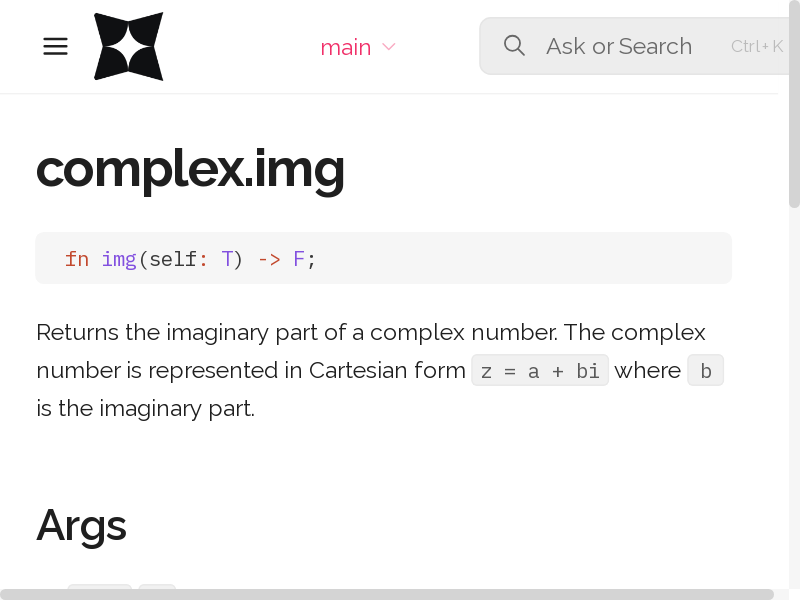 main
Ask or Search
Ctrl+K
complex.img
fn img(self: T) -> F;
Returns the imaginary part of a complex number. The complex
number is represented in Cartesian form z = a + bi where b
is the imaginary part.
Args